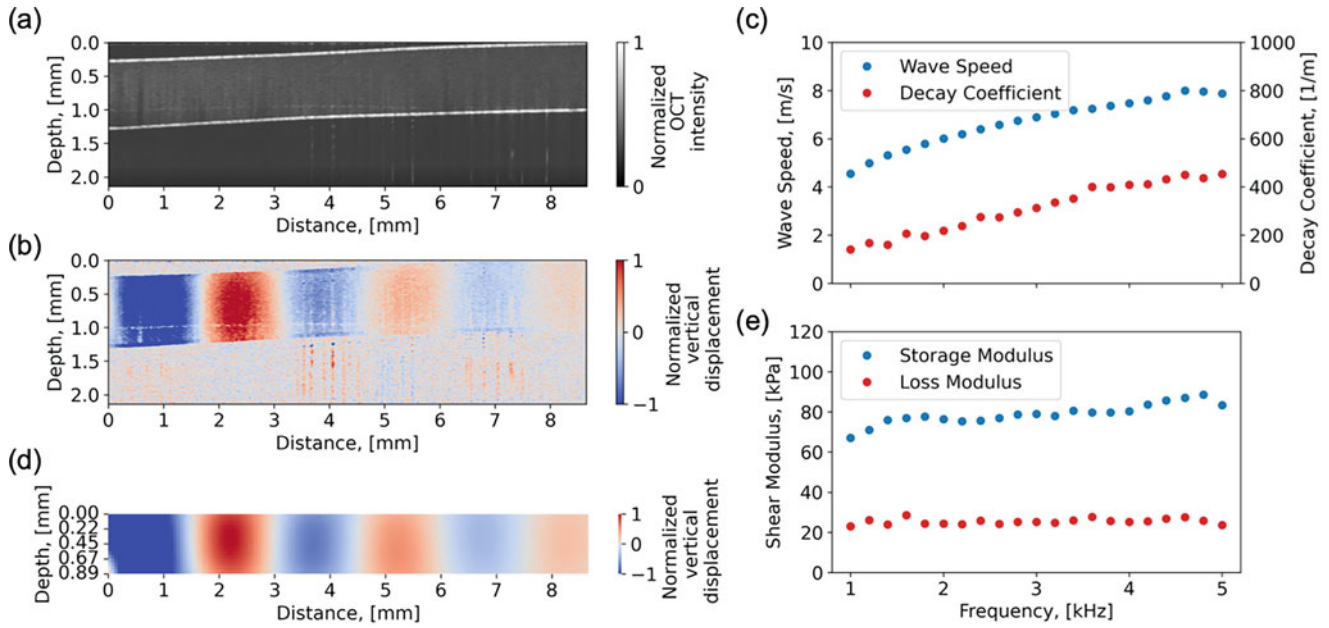 (a)
0.0
0.5
1.0
1.5
2.0
Depth, [mm]
0 1 2 3 4 5 6 7 8
Distance, [mm]
1
0
Normalized
OCT
intensity
(b)
0.0
0.5
1.0
1.5
2.0
Depth, [mm]
0 1 2 3 4 5 6 7 8
Distance, [mm]
1
0
−1
Normalized
vertical
displacement
(d)
0.00
0.22
0.45
0.67
0.89
Depth, [mm]
0 1 2 3 4 5 6 7 8
Distance, [mm]
1
0
−1
Normalized
vertical
displacement
(c)
10
8
6
4
2
0
Wave Speed, [m/s]
Wave Speed
Decay Coefficient
1000
800
600
400
200
0
Decay Coefficient, [1/m]
(e)
120
100
80
60
40
20
0
Shear Modulus, [kPa]
Storage Modulus
Loss Modulus
1 2 3 4 5
Frequency, [kHz]